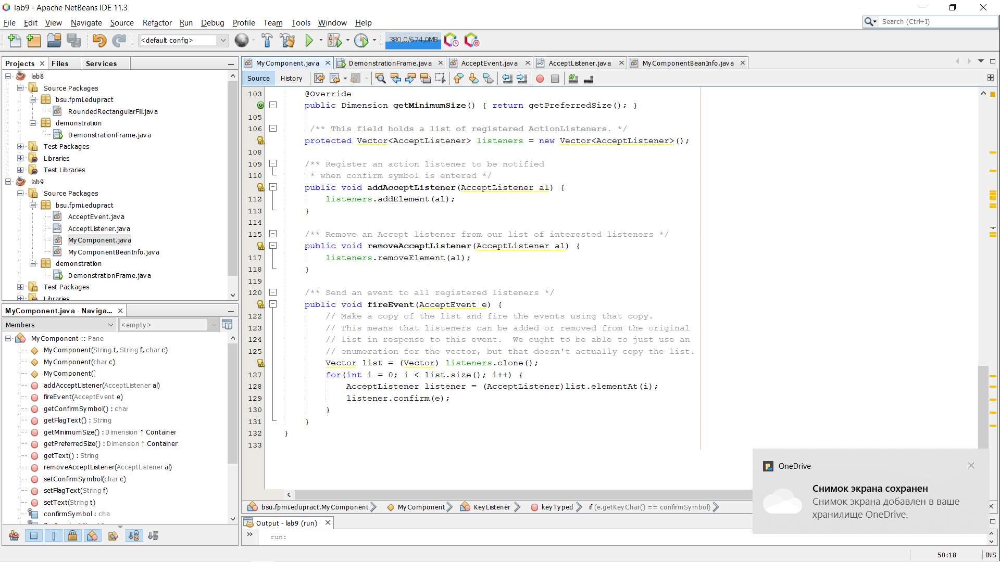 lab9 - Apache NetBeans IDE 11.3
File Edit View Navigate Source Refactor Run Debug Profile Team Tools Window Help
Search (Ctrl+I)
<default config>
380,0/674,0MB
Projects Files Services
lab8
Source Packages
bsu.fpmi.edupract
RoundedRectangularFill.java
demonstration
DemonstrationFrame.java
Test Packages
Libraries
Test Libraries
lab9
Source Packages
bsu.fpmi.edupract
AcceptEvent.java
AcceptListener.java
MyComponent.java
MyComponentBeanInfo.java
demonstration
DemonstrationFrame.java
Test Packages
Libraries
MyComponent.java - Naviga...
Members
<empty>
MyComponent :: Pane
MyComponent(String t, String f, char c)
MyComponent(char c)
MyComponent()
addAcceptListener(AcceptListener al)
fireEvent(AcceptEvent e)
getConfirmSymbol() : char
getFlagText() : String
getMinimumSize() : Dimension ↑ Container
getPreferredSize() : Dimension ↑ Container
getText() : String
removeAcceptListener(AcceptListener al)
setConfirmSymbol(char c)
setFlagText(String f)
setText(String t)
confirmSymbol : cha
MyComponent.java DemonstrationFrame.java AcceptEvent.java AcceptListener.java MyComponentBeanInfo.java
Source History
103 @Override
public Dimension getMinimumSize() { return getPreferredSize(); }
105
106 /** This field holds a list of registered ActionListeners. */
protected Vector<AcceptListener> listeners = new Vector<AcceptListener>();
108
109 /** Register an action listener to be notified
110 * when confirm symbol is entered */
public void addAcceptListener(AcceptListener al) {
112 listeners.addElement(al);
113 }
114
115 /** Remove an Accept listener from our list of interested listeners */
public void removeAcceptListener(AcceptListener al) {
117 listeners.removeElement(al);
118 }
119
120 /** Send an event to all registered listeners */
public void fireEvent(AcceptEvent e) {
122 // Make a copy of the list and fire the events using that copy.
123 // This means that listeners can be added or removed from the original
124 // list in response to this event.  We ought to be able to just use an
125 // enumeration for the vector, but that doesn't actually copy the list.
Vector list = (Vector) listeners.clone();
127 for(int i = 0; i < list.size(); i++) {
128 AcceptListener listener = (AcceptListener)list.elementAt(i);
129 listener.confirm(e);
130 }
131 }
132 }
133
bsu.fpmi.edupract.MyComponent MyComponent KeyListener keyTyped if (e.getKeyChar() == confirmSymbol)
Output - lab9 (run)
run:
OneDrive
Снимок экрана сохранен
Снимок экрана добавлен в ваше
хранилище OneDrive.
50:18 INS